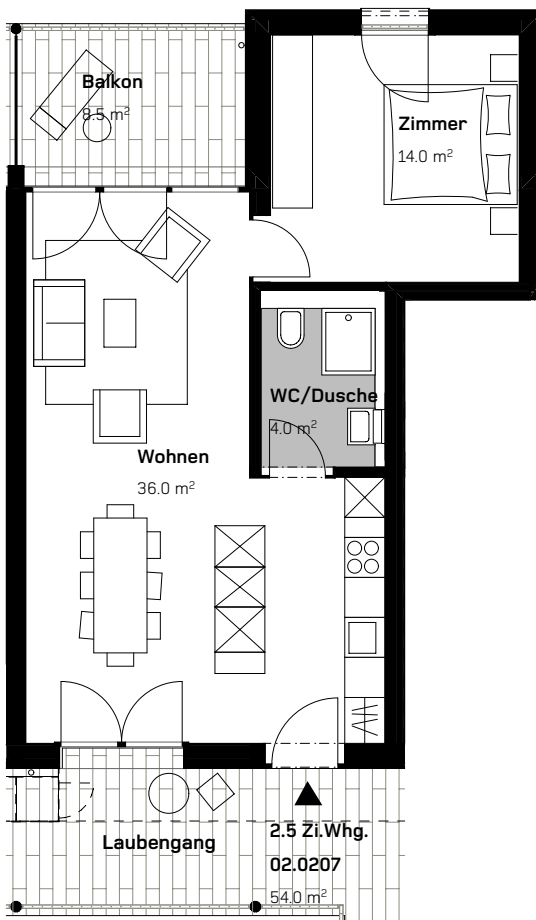 Balkon
8.5 m²
Zimmer
14.0 m²
WC/Dusche
4.0 m²
Wohnen
36.0 m²
Laubengang
2.5 Zi.Whg.
02.0207
54.0 m²